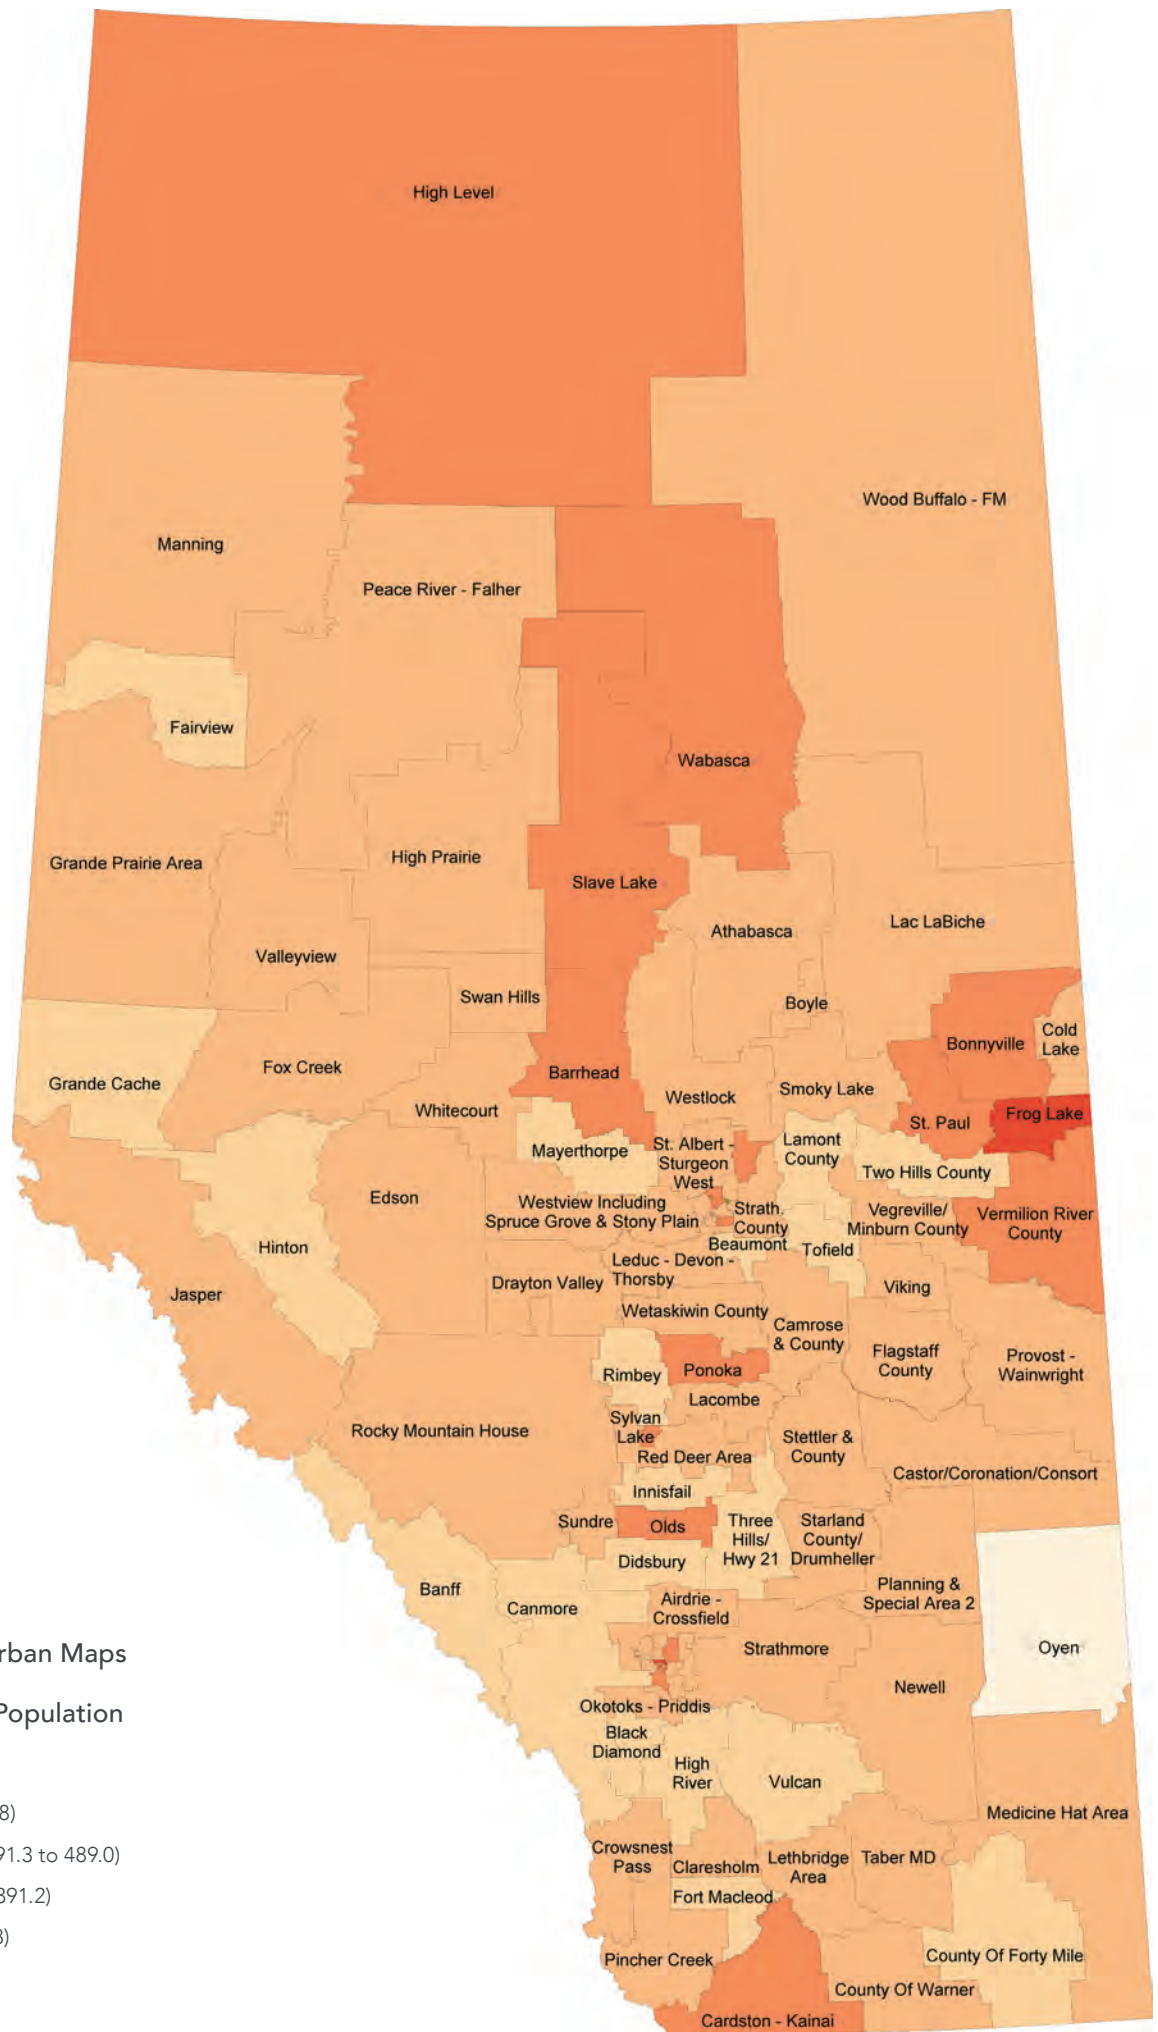 High Level
Wood Buffalo - FM
Manning
Peace River - Falher
Fairview
Wabasca
Grande Prairie Area
High Prairie
Slave Lake
Athabasca
Lac LaBiche
Valleyview
Swan Hills
Boyle
Cold
Lake
Bonnyville
Fox Creek
Barrhead
Grande Cache
Westlock
Smoky Lake
Whitecourt
St. Paul
Frog Lake
Mayerthorpe
St. Albert -
Sturgeon
West
Lamont
County
Two Hills County
Edson
Westview Including
Spruce Grove & Stony Plain
Strath.
County
Vegreville/
Minburn County
Vermilion River
County
Hinton
Beaumont
Tofield
Jasper
Drayton Valley
Leduc - Devon -
Thorsby
Viking
Wetaskiwin County
Camrose
& County
Flagstaff
County
Provost -
Wainwright
Rimbey
Ponoka
Lacombe
Rocky Mountain House
Sylvan
Lake
Red Deer Area
Stettler &
County
Castor/Coronation/Consort
Innisfail
Sundre
Olds
Three
Hills/
Hwy 21
Starland
County/
Drumheller
Didsbury
Banff
Canmore
Airdrie -
Crossfield
Planning &
Special Area 2
Strathmore
Oyen
Newell
rban Maps
Population
Okotoks - Priddis
Black
Diamond
High
River
Vulcan
Medicine Hat Area
8)
91.3 to 489.0)
391.2)
3)
Crowsnest
Pass
Claresholm
Lethbridge
Area
Taber MD
Fort Macleod
Pincher Creek
County Of Forty Mile
County Of Warner
Cardston - Kainai